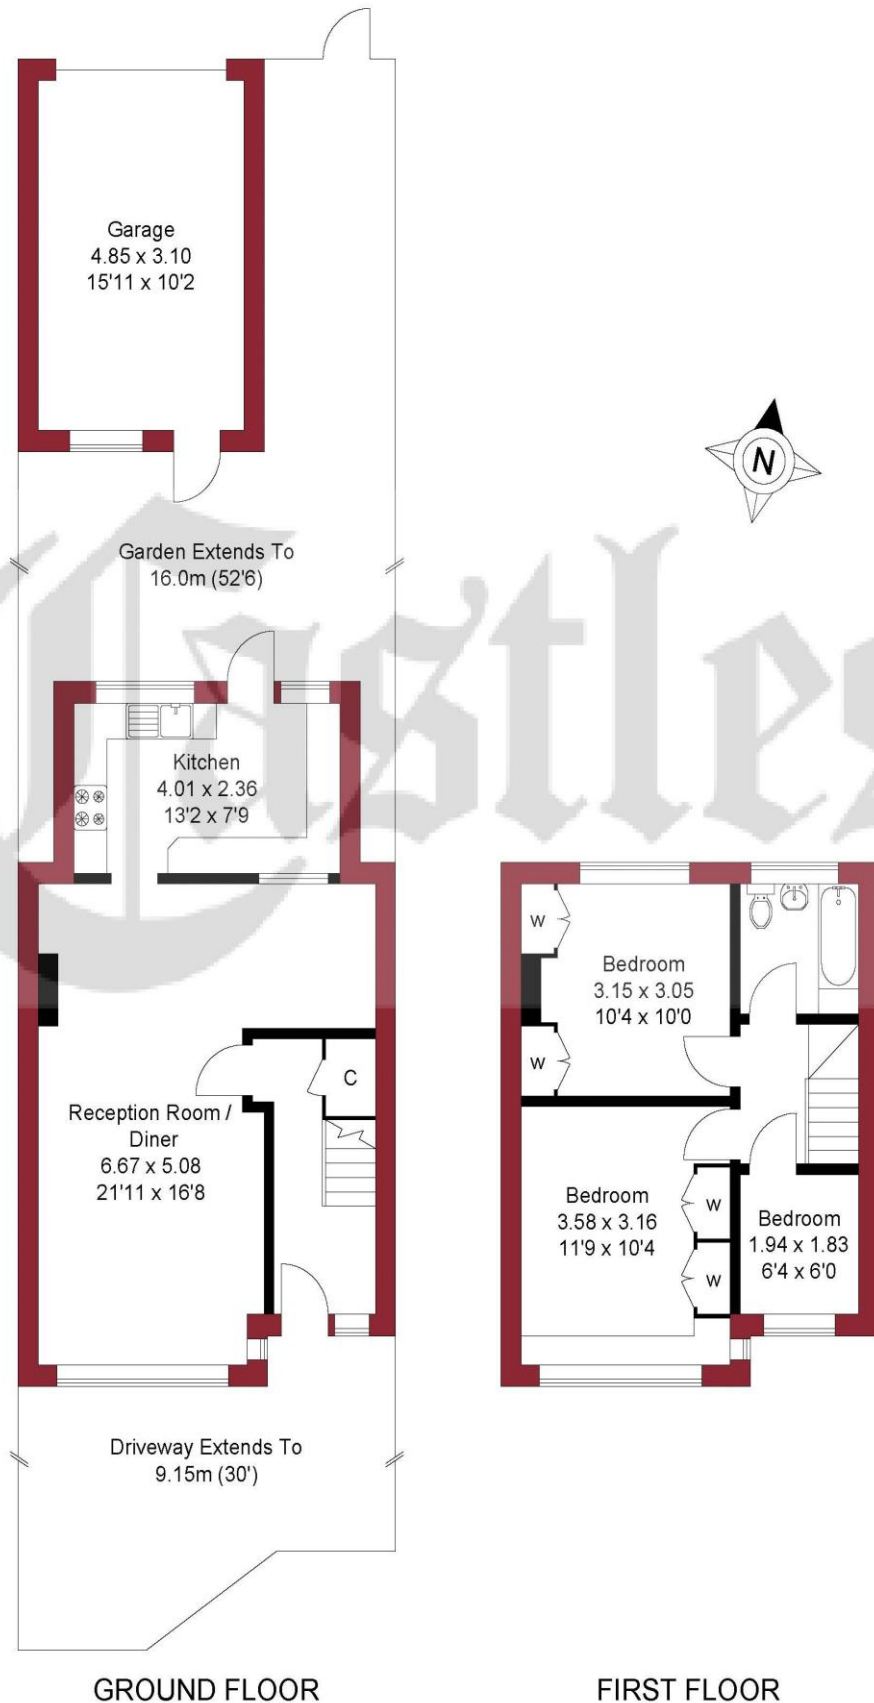 Garage
4.85 x 3.10
15'11 x 10'2
N
Garden Extends To
16.0m (52'6)
Castles
Kitchen
4.01 x 2.36
13'2 x 7'9
C
Reception Room /
Diner
6.67 x 5.08
21'11 x 16'8
Driveway Extends To
9.15m (30')
GROUND FLOOR
W
Bedroom
3.15 x 3.05
10'4 x 10'0
W
Bedroom
3.58 x 3.16
11'9 x 10'4
W
W
Bedroom
1.94 x 1.83
6'4 x 6'0
FIRST FLOOR